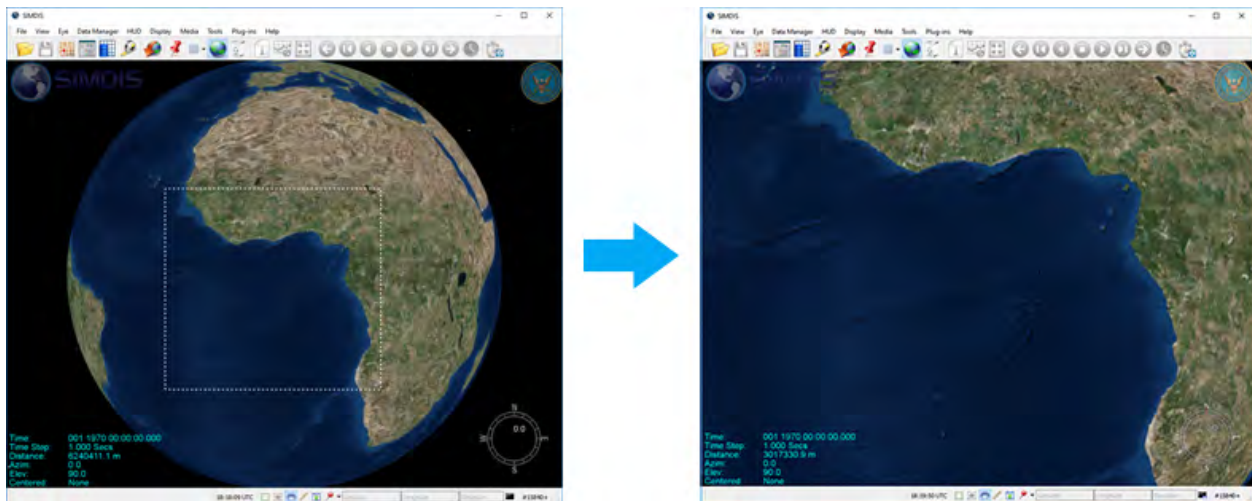 SIMDIS
File View Eye Data Manager HUD Display Media Tools Plug-ins Help
SIMDIS
N
0.0
W E
S
Time: 001 1970 00:00:00.000
Time Step: 1.000 Secs
Distance: 6240411.1 m
Azim: 0.0
Elev: 90.0
Centered: None
SIMDIS
File View Eye Data Manager HUD Display Media Tools Plug-ins Help
SIMDIS
Time: 001 1970 00:00:00.000
Time Step: 1.000 Secs
Distance: 3017330.9 m
Azim: 0.0
Elev: 90.0
Centered: None